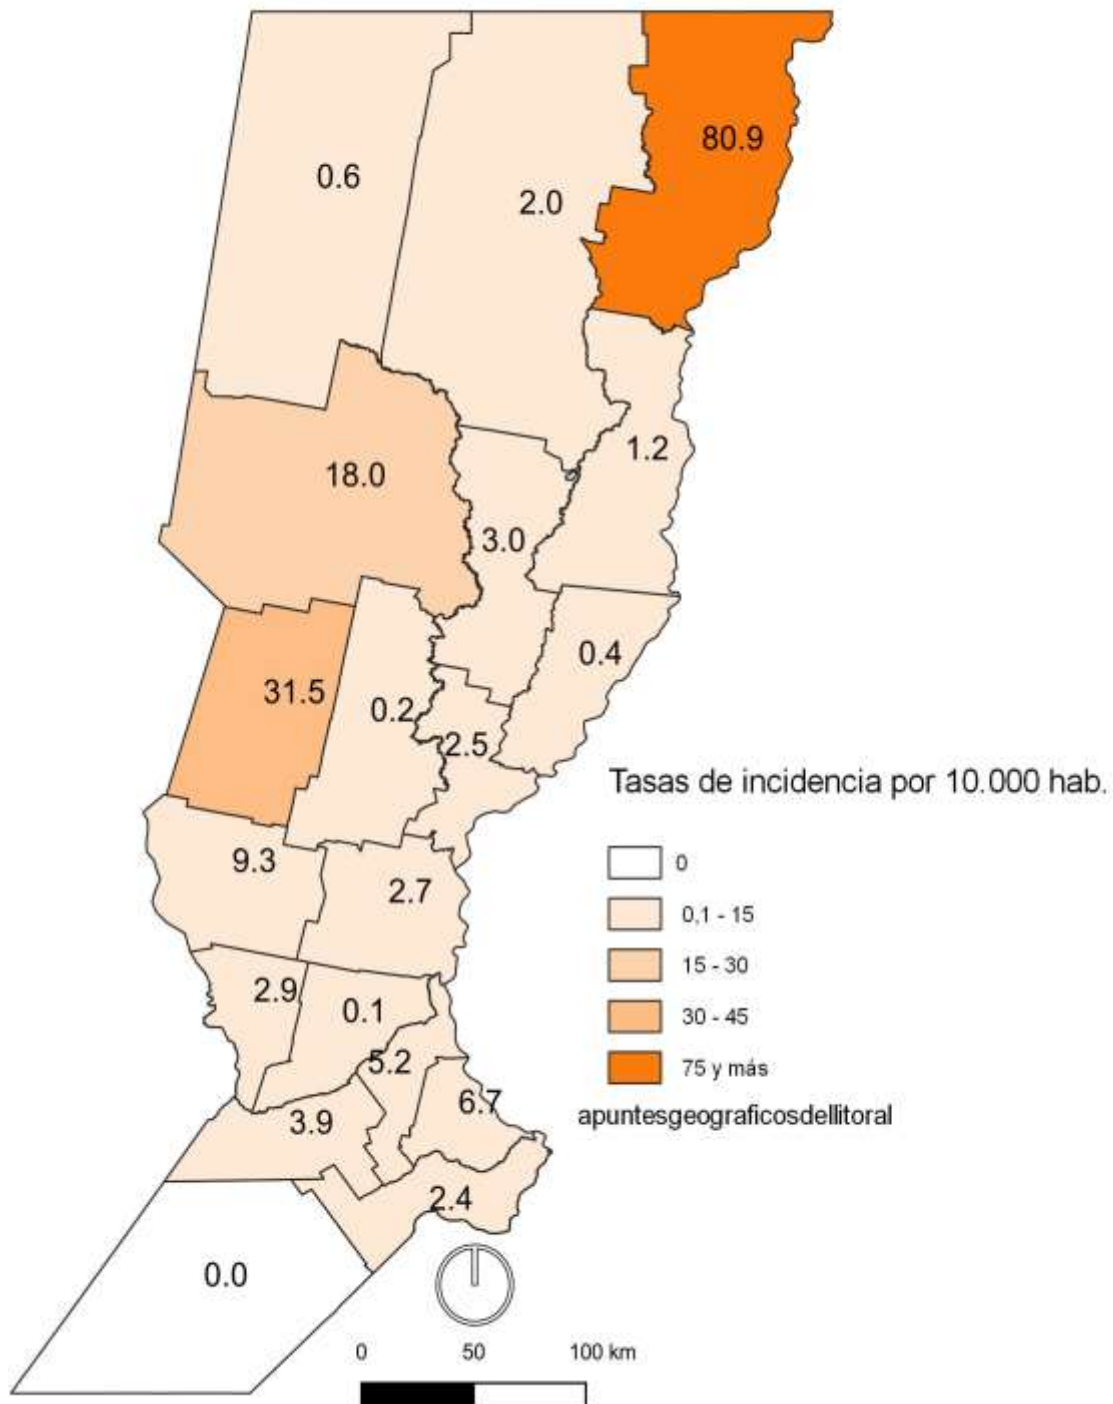 80.9
0.6
2.0
1.2
18.0
3.0
0.4
31.5
0.2
2.5
Tasas de incidencia por 10.000 hab.
0
0,1 - 15
15 - 30
30 - 45
75 y más
apuntesgeograficosdellitoral
9.3
2.7
2.9
0.1
5.2
6.7
3.9
2.4
0.0
0 50 100 km